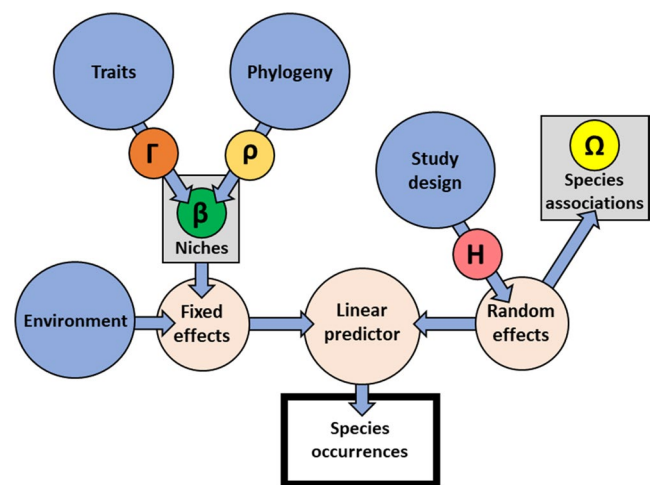 Traits
Phylogeny
Γ
ρ
Study
design
Ω
Species
associations
β
Niches
H
Environment
Fixed
effects
Linear
predictor
Random
effects
Species
occurrences